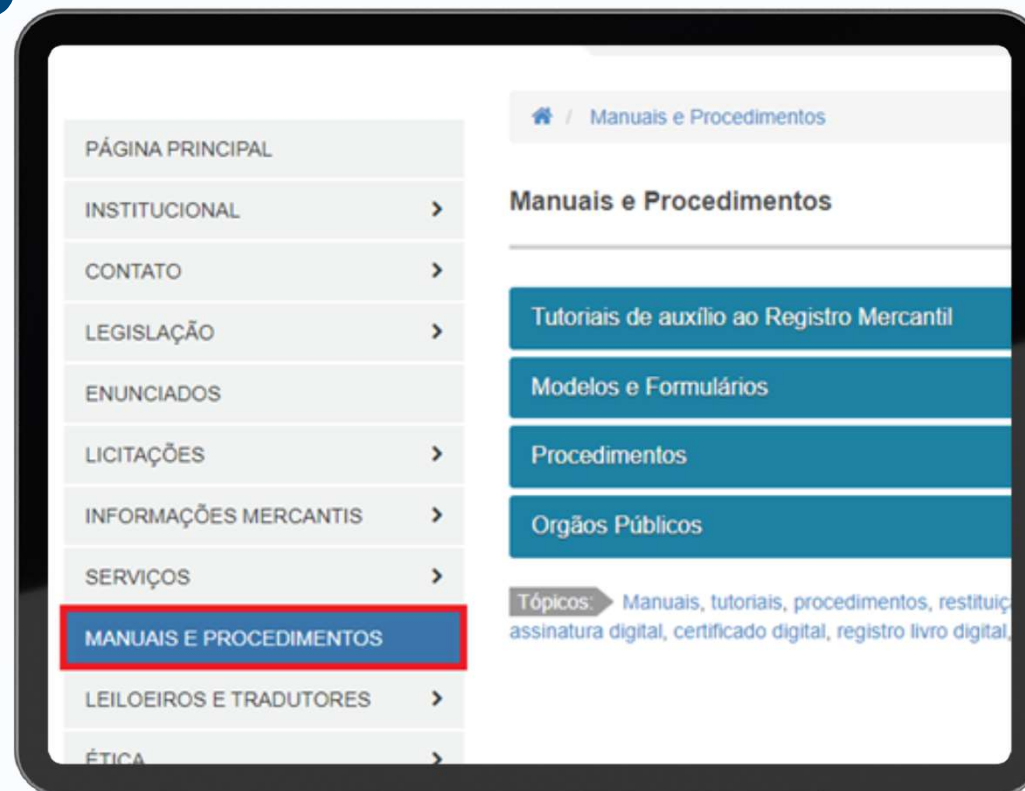 PÁGINA PRINCIPAL
INSTITUCIONAL
CONTATO
LEGISLAÇÃO
ENUNCIADOS
LICITAÇÕES
INFORMAÇÕES MERCANTIS
SERVIÇOS
MANUAIS E PROCEDIMENTOS
LEILOEIROS E TRADUTORES
ÉTICA
/ Manuais e Procedimentos
Manuais e Procedimentos
Tutoriais de auxílio ao Registro Mercantil
Modelos e Formulários
Procedimentos
Orgãos Públicos
Tópicos: Manuais, tutoriais, procedimentos, restituiç
assinatura digital, certificado digital, registro livro digital,